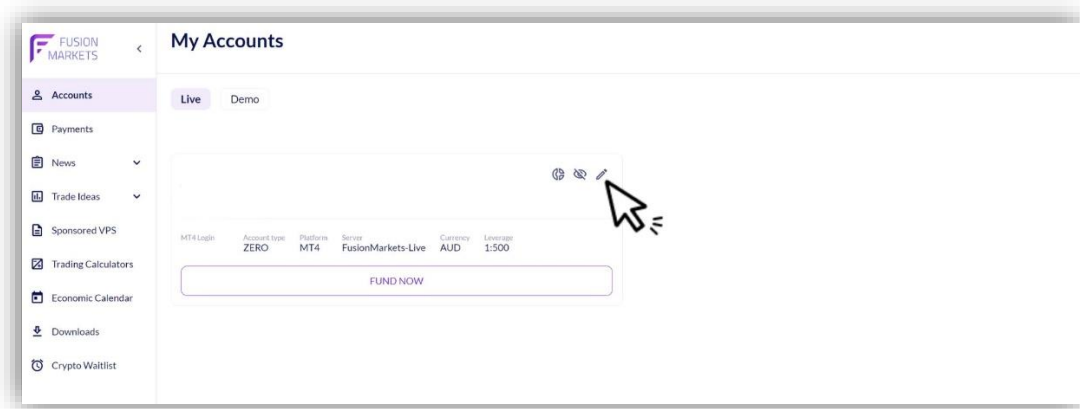 FUSION
MARKETS
My Accounts
Accounts
Live Demo
Payments
News
Trade Ideas
Sponsored VPS
MT4 Login Account type Platform Server Currency Leverage
ZERO MT4 FusionMarkets-Live AUD 1:500
Trading Calculators
FUND NOW
Economic Calendar
Downloads
Crypto Waitlist